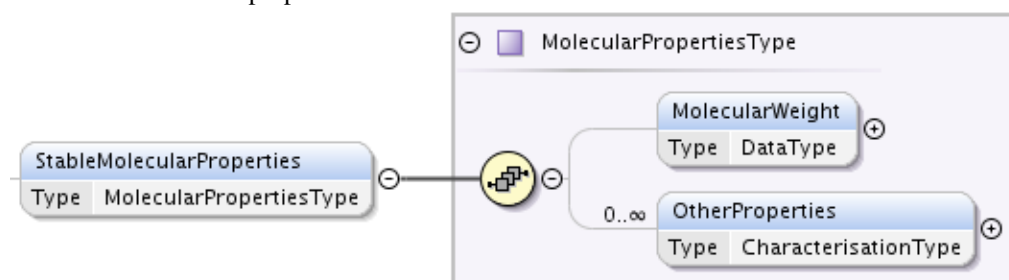 MolecularPropertiesType
MolecularWeight
Type DataType
StableMolecularProperties
Type MolecularPropertiesType
0..∞
OtherProperties
Type CharacterisationType